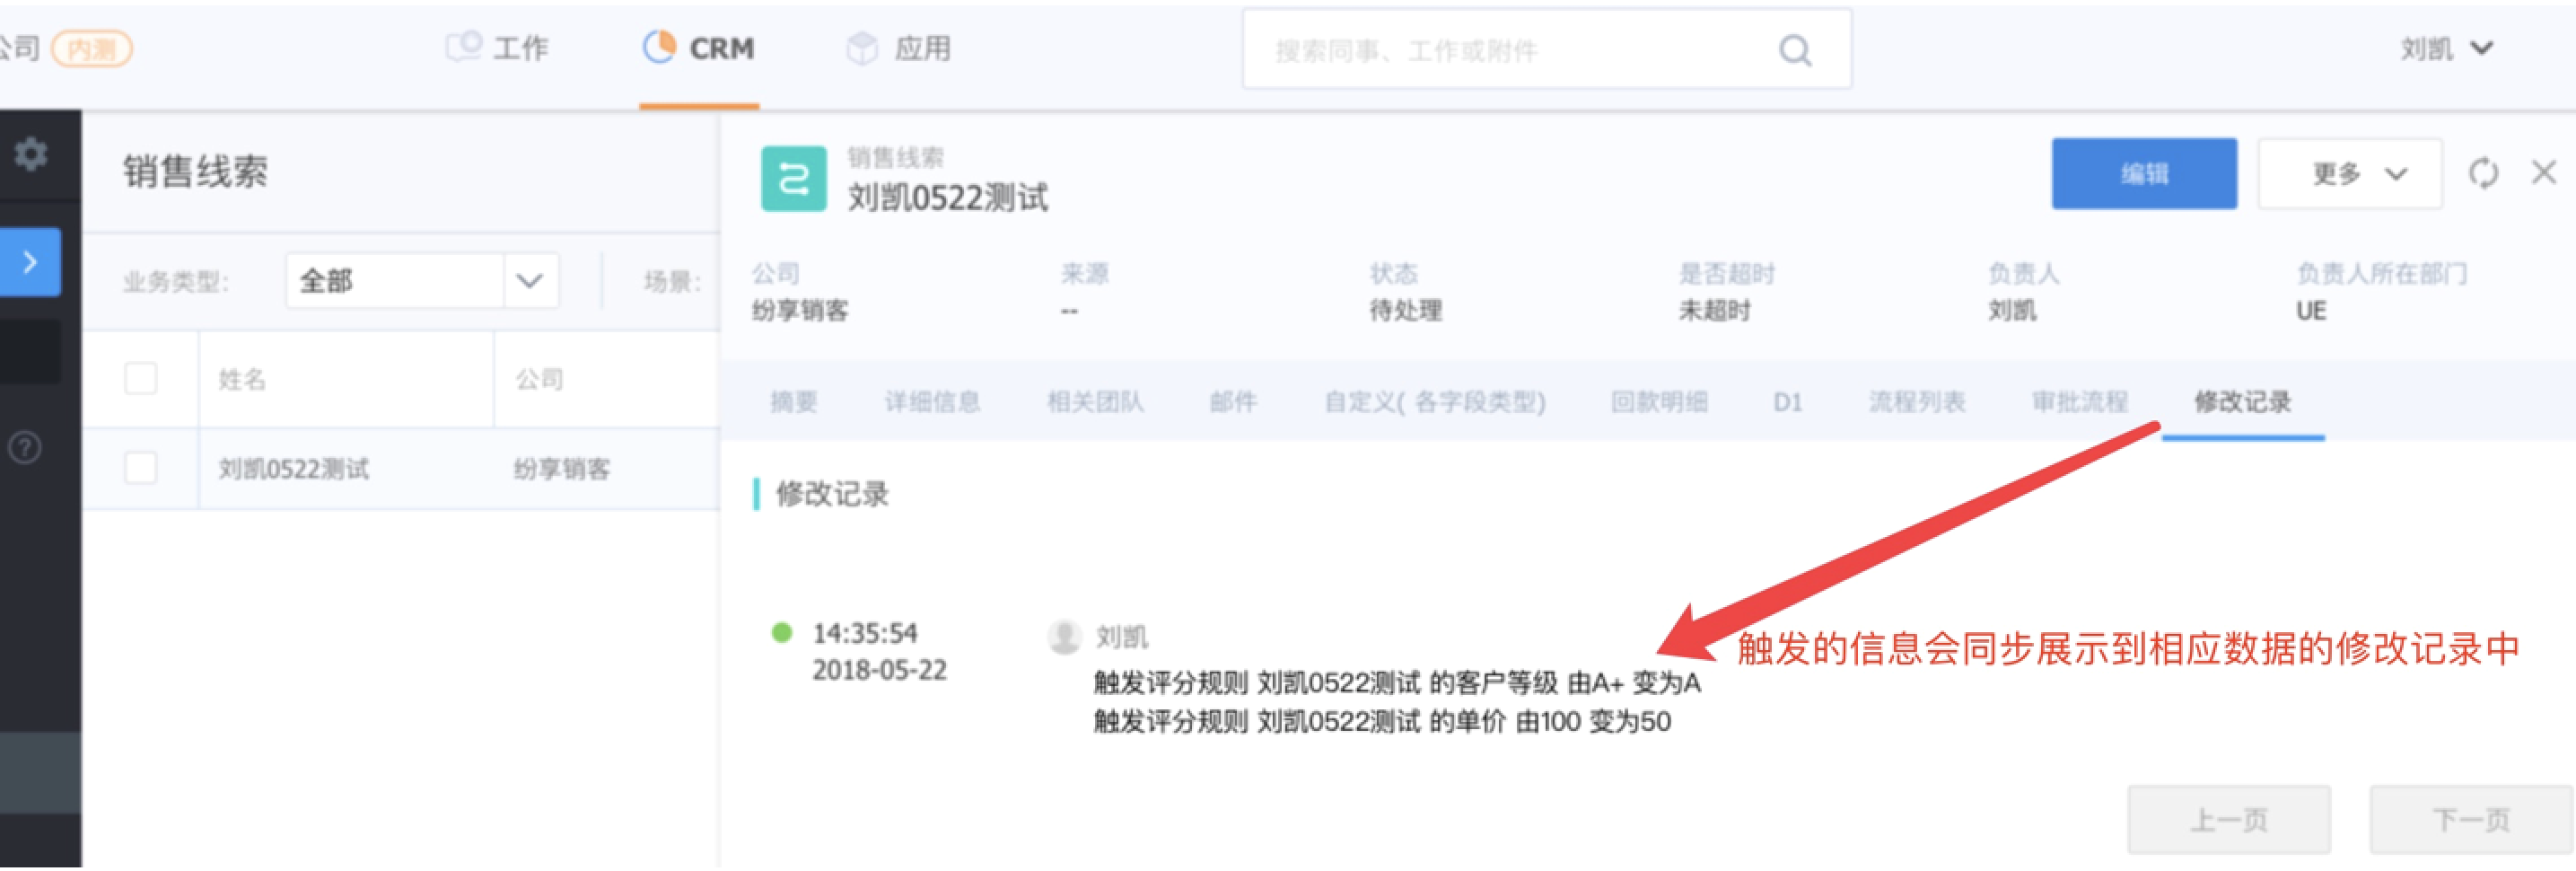 公司 内测
工作
CRM
应用
搜索同事、工作或附件
刘凯
销售线索
业务类型:
全部
场景:
姓名
公司
刘凯0522测试
纷享销客
销售线索
刘凯0522测试
编辑
更多
公司
来源
状态
是否超时
负责人
负责人所在部门
纷享销客
--
待处理
未超时
刘凯
UE
摘要
详细信息
相关团队
邮件
自定义( 各字段类型)
回款明细
D1
流程列表
审批流程
修改记录
修改记录
14:35:54
2018-05-22
刘凯
触发评分规则 刘凯0522测试 的客户等级 由A+ 变为A
触发评分规则 刘凯0522测试 的单价 由100 变为50
触发的信息会同步展示到相应数据的修改记录中
上一页
下一页